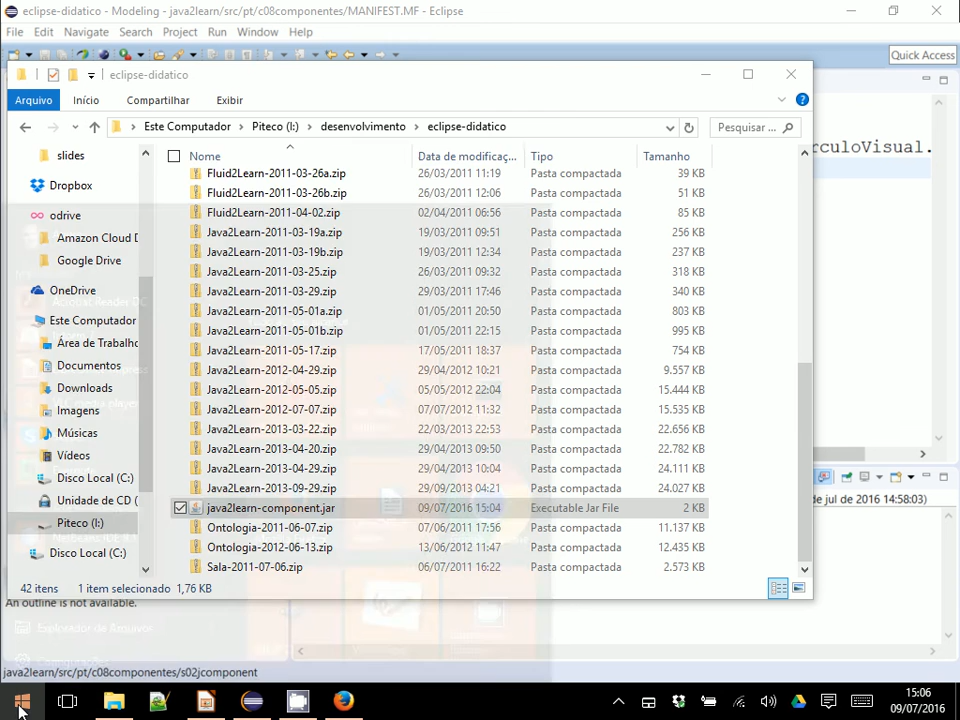 eclipse-didatico - Modeling - java2learn/src/pt/c08componentes/MANIFEST.MF - Eclipse
File Edit Navigate Search Project Run Window Help
Quick Access
eclipse-didatico
Arquivo Início Compartilhar Exibir
Este Computador Piteco (I:) desenvolvimento eclipse-didatico Pesquisar ...
rculoVisual.
Nome Data de modificaç... Tipo Tamanho
slides
Dropbox
odrive
Amazon Cloud D
Google Drive
OneDrive
Este Computador
Área de Trabalho
Documentos
Downloads
Imagens
Músicas
Vídeos
Disco Local (C:)
Unidade de CD (
Piteco (I:)
Disco Local (C:)
Fluid2Learn-2011-03-26a.zip 26/03/2011 11:19 Pasta compactada 39 KB
Fluid2Learn-2011-03-26b.zip 26/03/2011 12:06 Pasta compactada 51 KB
Fluid2Learn-2011-04-02.zip 02/04/2011 06:56 Pasta compactada 85 KB
Java2Learn-2011-03-19a.zip 19/03/2011 09:51 Pasta compactada 256 KB
Java2Learn-2011-03-19b.zip 19/03/2011 12:34 Pasta compactada 237 KB
Java2Learn-2011-03-25.zip 26/03/2011 09:32 Pasta compactada 318 KB
Java2Learn-2011-03-29.zip 29/03/2011 17:46 Pasta compactada 340 KB
Java2Learn-2011-05-01a.zip 01/05/2011 20:50 Pasta compactada 803 KB
Java2Learn-2011-05-01b.zip 01/05/2011 22:15 Pasta compactada 995 KB
Java2Learn-2011-05-17.zip 17/05/2011 18:37 Pasta compactada 754 KB
Java2Learn-2012-04-29.zip 29/04/2012 10:21 Pasta compactada 9.557 KB
Java2Learn-2012-05-05.zip 05/05/2012 22:04 Pasta compactada 15.444 KB
Java2Learn-2012-07-07.zip 07/07/2012 11:32 Pasta compactada 15.535 KB
Java2Learn-2013-03-22.zip 22/03/2013 22:53 Pasta compactada 22.656 KB
Java2Learn-2013-04-20.zip 29/04/2013 09:50 Pasta compactada 22.782 KB
Java2Learn-2013-04-29.zip 29/04/2013 10:04 Pasta compactada 24.111 KB
Java2Learn-2013-09-29.zip 29/09/2013 04:21 Pasta compactada 24.027 KB
java2learn-component.jar 09/07/2016 15:04 Executable Jar File 2 KB
Ontologia-2011-06-07.zip 07/06/2011 17:56 Pasta compactada 11.137 KB
Ontologia-2012-06-13.zip 13/06/2012 11:47 Pasta compactada 12.435 KB
Sala-2011-07-06.zip 06/07/2011 16:22 Pasta compactada 2.573 KB
de jul de 2016 14:58:03)
42 itens 1 item selecionado 1,76 KB
An outline is not available.
Explorador de Arquivos
java2learn/src/pt/c08componentes/s02jcomponent
15:06
09/07/2016